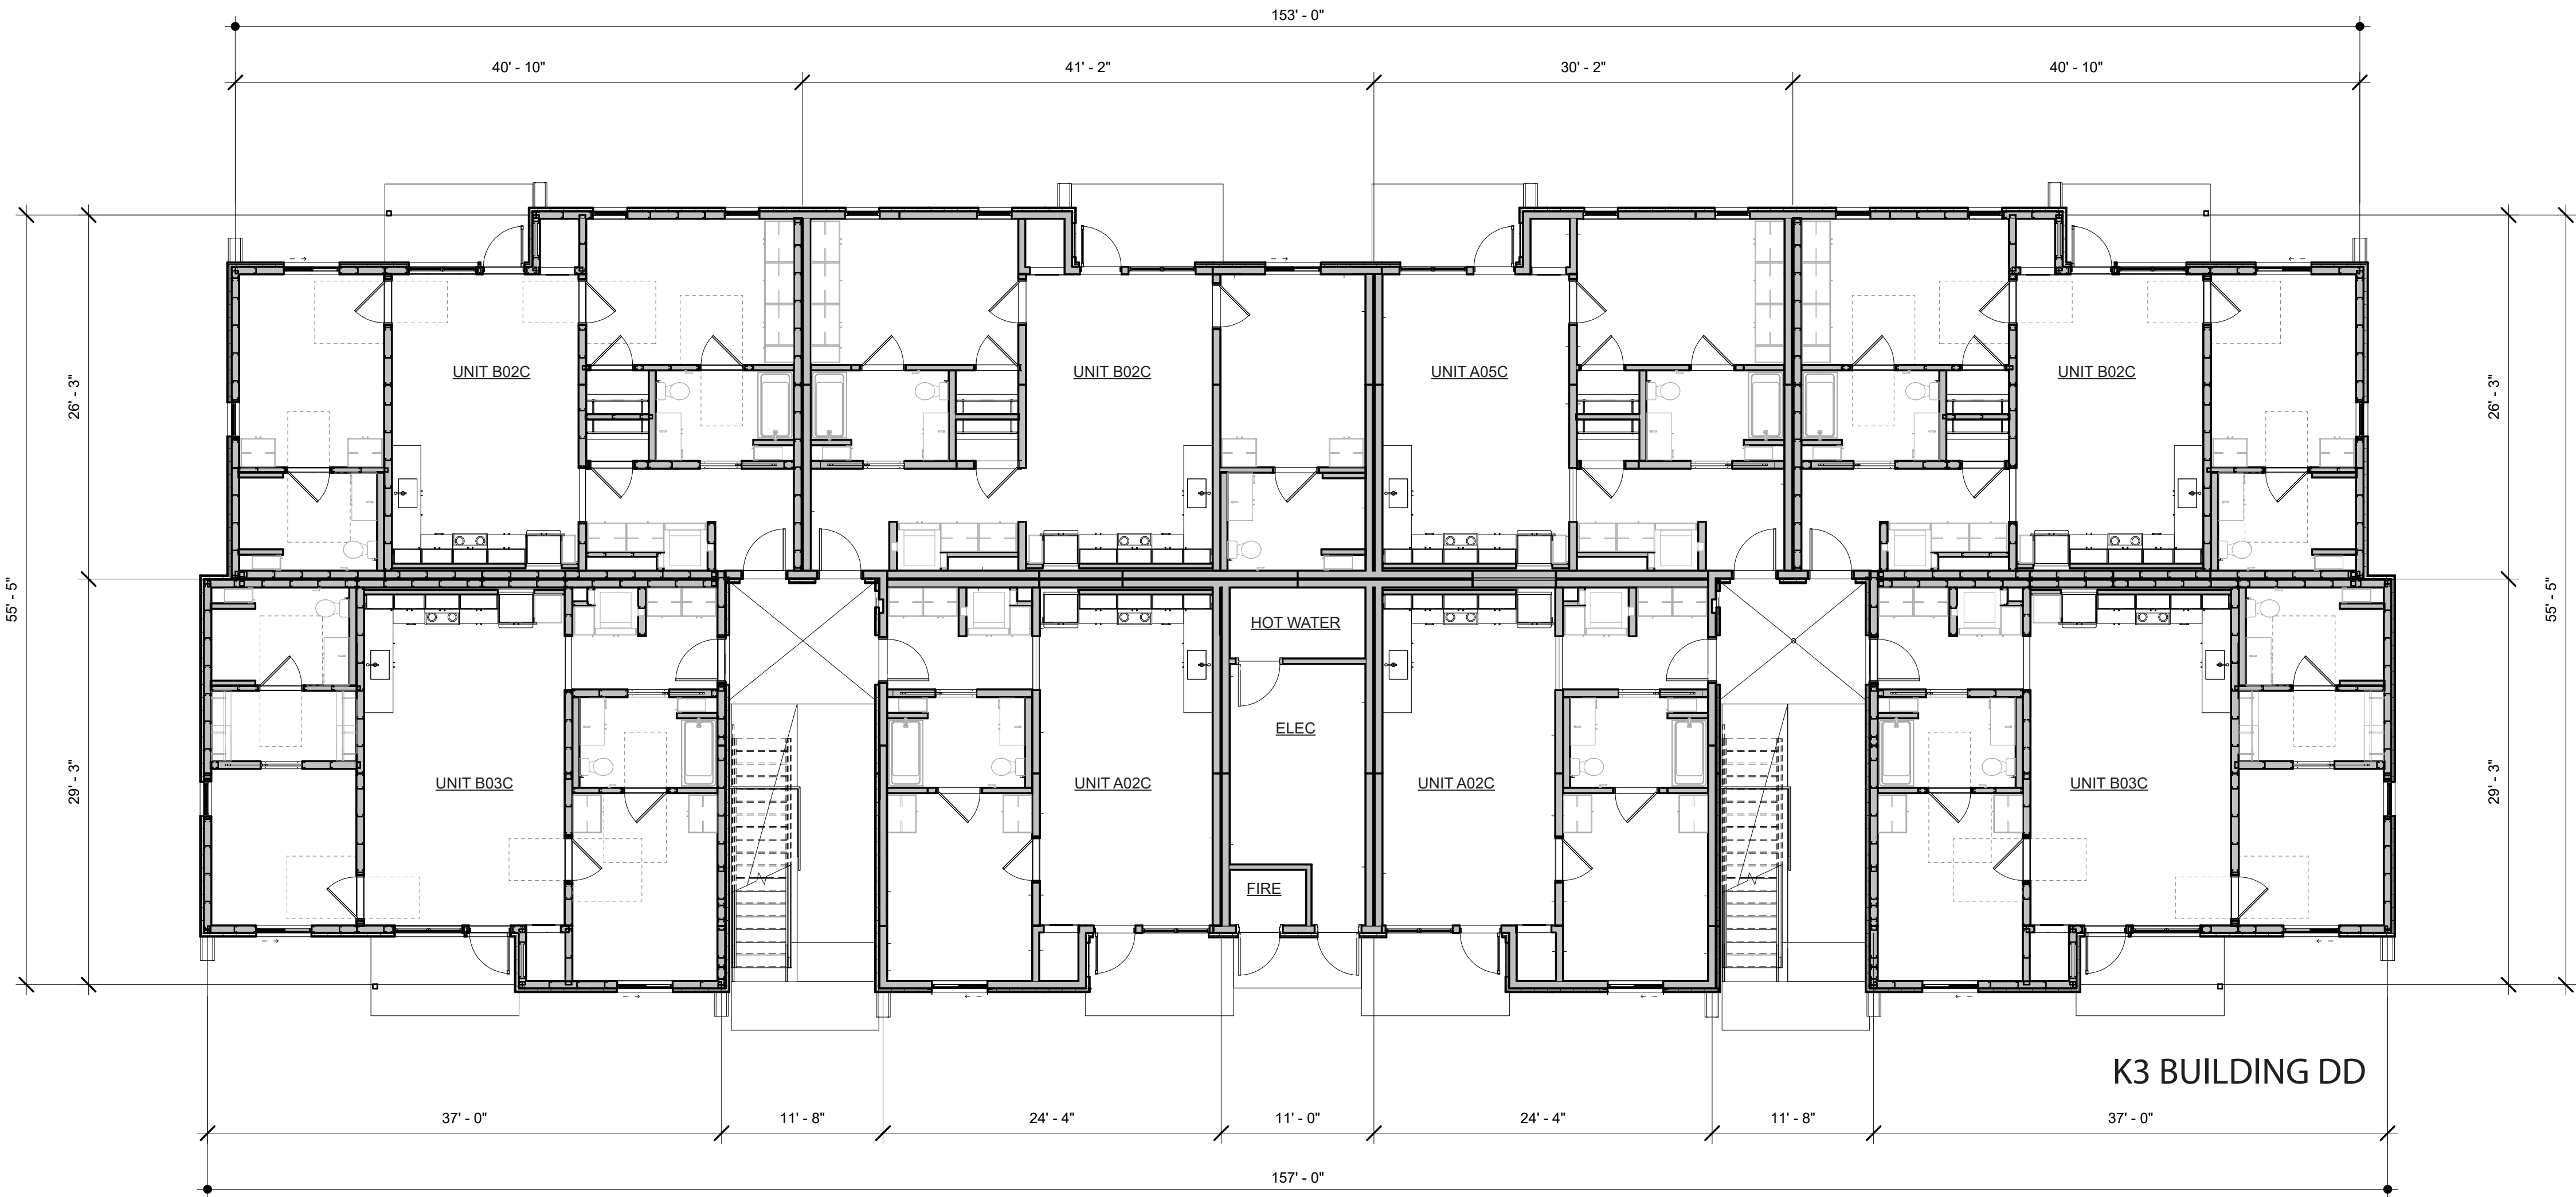 153' - 0"
40' - 10"
41' - 2"
30' - 2"
40' - 10"
26' - 3"
55' - 5"
29' - 3"
UNIT B02C
UNIT B02C
UNIT A05C
UNIT B02C
26' - 3"
55' - 5"
29' - 3"
HOT WATER
ELEC
UNIT B03C
UNIT A02C
UNIT A02C
UNIT B03C
FIRE
K3 BUILDING DD
37' - 0"
11' - 8"
24' - 4"
11' - 0"
24' - 4"
11' - 8"
37' - 0"
157' - 0"